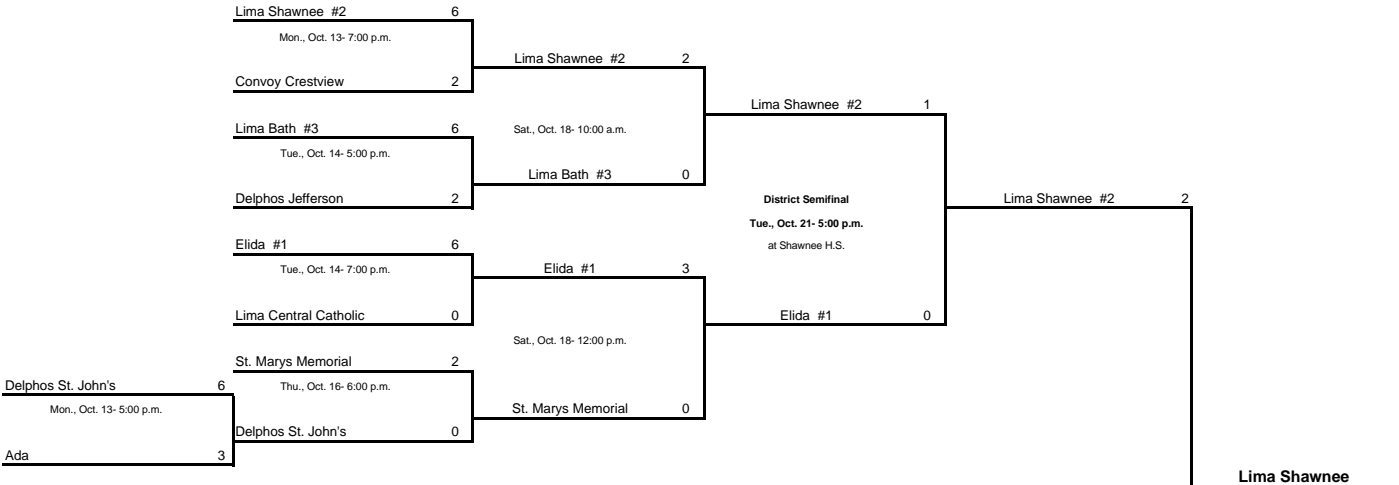 Lima Shawnee #2 6
Mon., Oct. 13- 7:00 p.m.
Lima Shawnee #2 2
Convoy Crestview 2
Lima Shawnee #2 1
Lima Bath #3 6
Sat., Oct. 18- 10:00 a.m.
Tue., Oct. 14- 5:00 p.m.
Lima Bath #3 0
Delphos Jefferson 2
District Semifinal
Lima Shawnee #2 2
Tue., Oct. 21- 5:00 p.m.
Elida #1 6
at Shawnee H.S.
Tue., Oct. 14- 7:00 p.m.
Elida #1 3
Lima Central Catholic 0
Elida #1 0
Sat., Oct. 18- 12:00 p.m.
St. Marys Memorial 2
Delphos St. John's 6
Thu., Oct. 16- 6:00 p.m.
Mon., Oct. 13- 5:00 p.m.
St. Marys Memorial 0
Delphos St. John's 0
Ada 3
Lima Shawnee